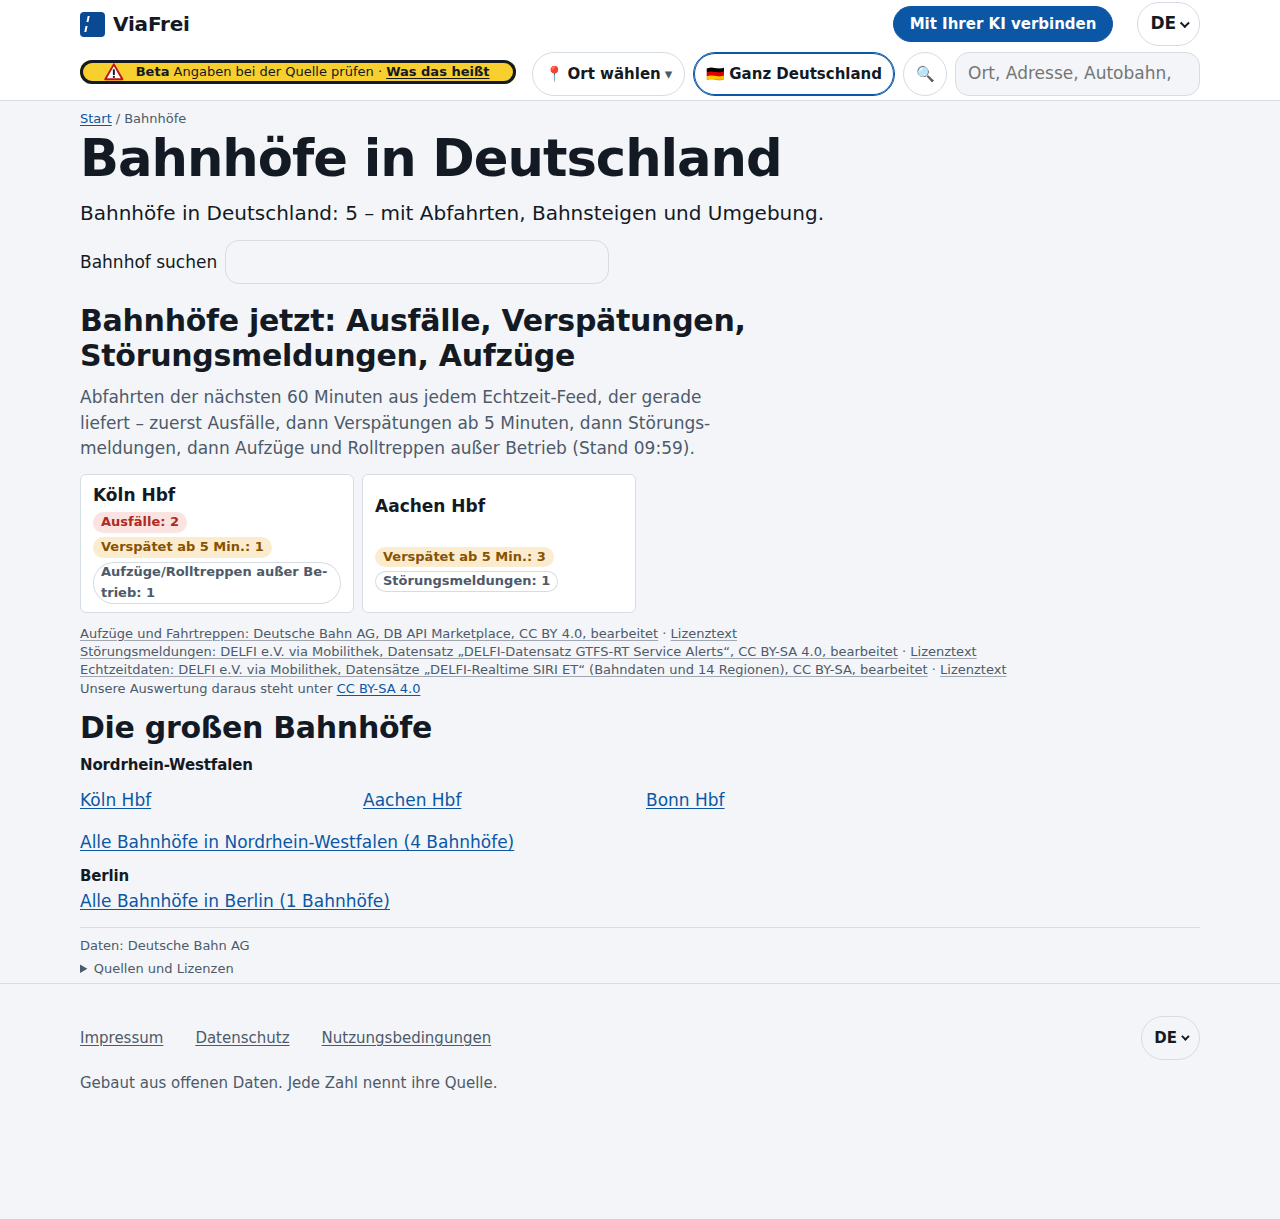 ViaFrei
Mit Ihrer KI verbinden
DE
Beta Angaben bei der Quelle prüfen · Was das heißt
Ort wählen ▾
Ganz Deutschland
Ort, Adresse, Autobahn,
Start / Bahnhöfe
Bahnhöfe in Deutschland
Bahnhöfe in Deutschland: 5 – mit Abfahrten, Bahnsteigen und Umgebung.
Bahnhof suchen
Bahnhöfe jetzt: Ausfälle, Verspätungen,
Störungsmeldungen, Aufzüge
Abfahrten der nächsten 60 Minuten aus jedem Echtzeit-Feed, der gerade
liefert – zuerst Ausfälle, dann Verspätungen ab 5 Minuten, dann Störungs-
meldungen, dann Aufzüge und Rolltreppen außer Betrieb (Stand 09:59).
Köln Hbf
Ausfälle: 2
Verspätet ab 5 Min.: 1
Aufzüge/Rolltreppen außer Be-
trieb: 1
Aachen Hbf
Verspätet ab 5 Min.: 3
Störungsmeldungen: 1
Aufzüge und Fahrtreppen: Deutsche Bahn AG, DB API Marketplace, CC BY 4.0, bearbeitet · Lizenztext
Störungsmeldungen: DELFI e.V. via Mobilithek, Datensatz „DELFI-Datensatz GTFS-RT Service Alerts“, CC BY-SA 4.0, bearbeitet · Lizenztext
Echtzeitdaten: DELFI e.V. via Mobilithek, Datensätze „DELFI-Realtime SIRI ET“ (Bahndaten und 14 Regionen), CC BY-SA, bearbeitet · Lizenztext
Unsere Auswertung daraus steht unter CC BY-SA 4.0
Die großen Bahnhöfe
Nordrhein-Westfalen
Köln Hbf
Aachen Hbf
Bonn Hbf
Alle Bahnhöfe in Nordrhein-Westfalen (4 Bahnhöfe)
Berlin
Alle Bahnhöfe in Berlin (1 Bahnhöfe)
Daten: Deutsche Bahn AG
Quellen und Lizenzen
Impressum
Datenschutz
Nutzungsbedingungen
DE
Gebaut aus offenen Daten. Jede Zahl nennt ihre Quelle.